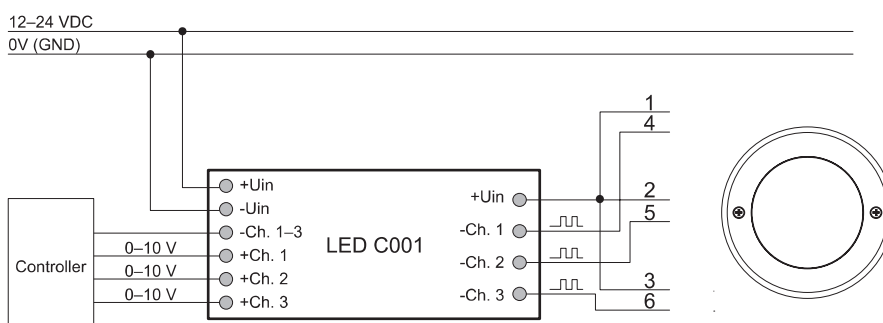 12–24 VDC
0V (GND)
1
4
+Uin
+Uin
2
-Uin
5
-Ch. 1
-Ch. 1–3
LED C001
0–10 V
+Ch. 1
-Ch. 2
Controller
0–10 V
+Ch. 2
3
0–10 V
+Ch. 3
-Ch. 3
6